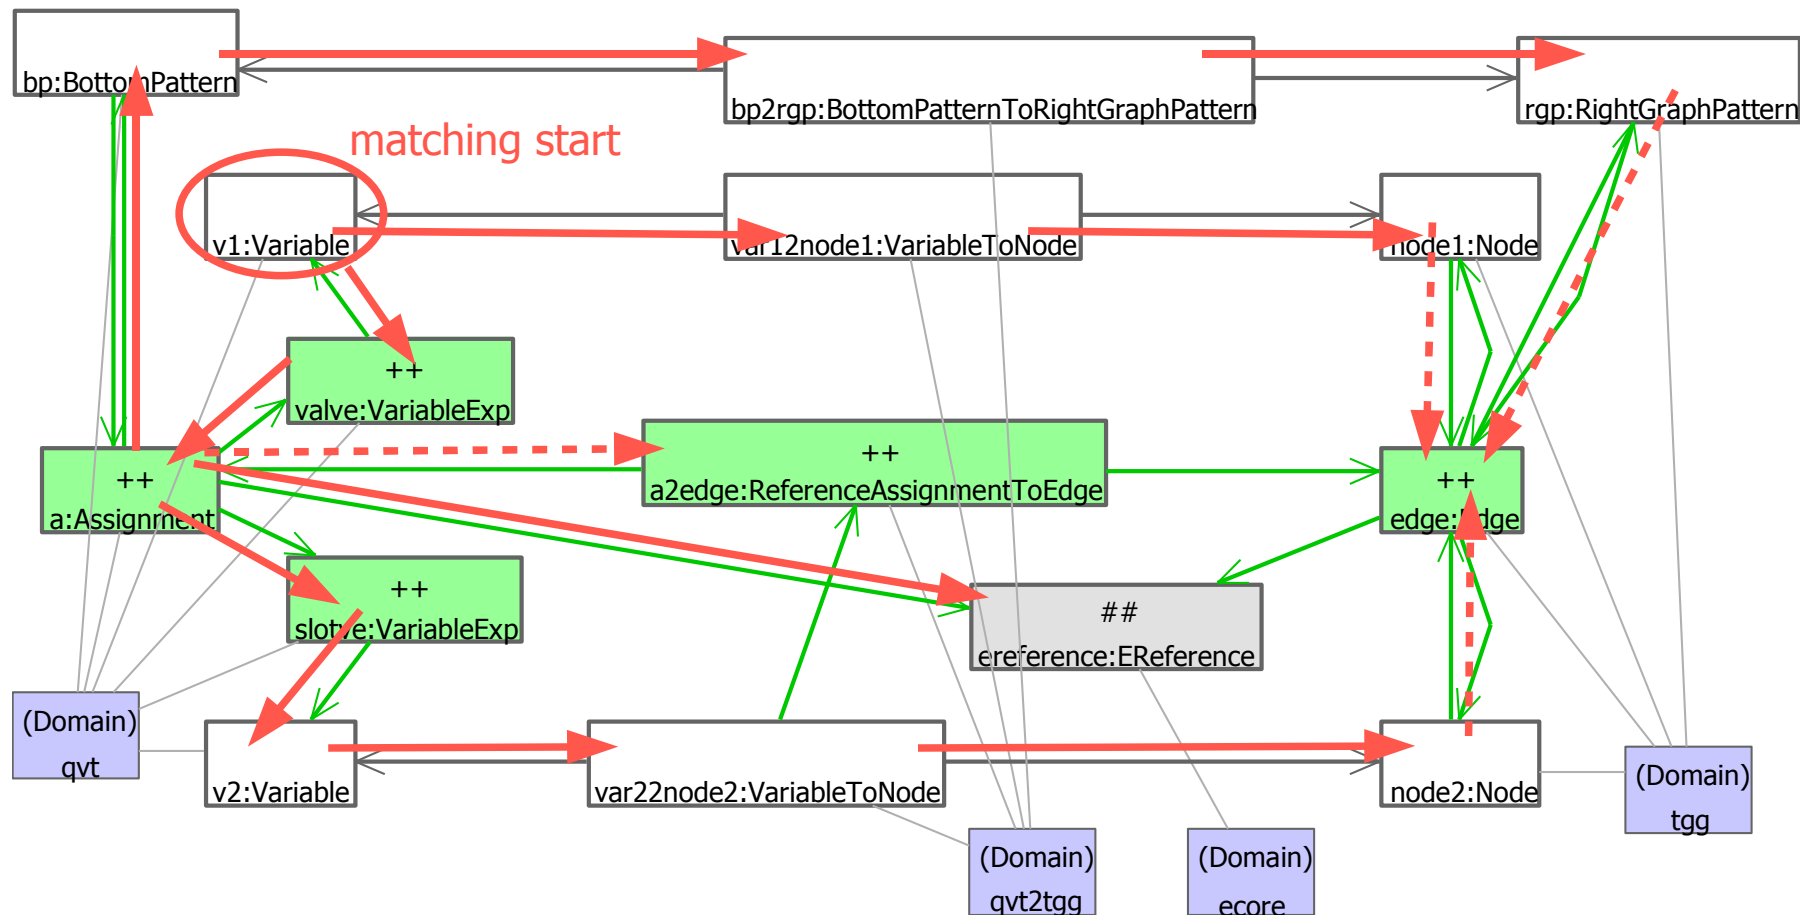 bp:BottomPattern
bp2rgp:BottomPatternToRightGraphPattern
rgp:RightGraphPattern
matching start
v1:Variable
var12node1:VariableToNode
node1:Node
++
valve:VariableExp
++
a:Assignment
++
a2edge:ReferenceAssignmentToEdge
++
edge:Edge
++
slotve:VariableExp
##
ereference:EReference
(Domain)
qvt
v2:Variable
var22node2:VariableToNode
node2:Node
(Domain)
tgg
(Domain)
qvt2tgg
(Domain)
ecore